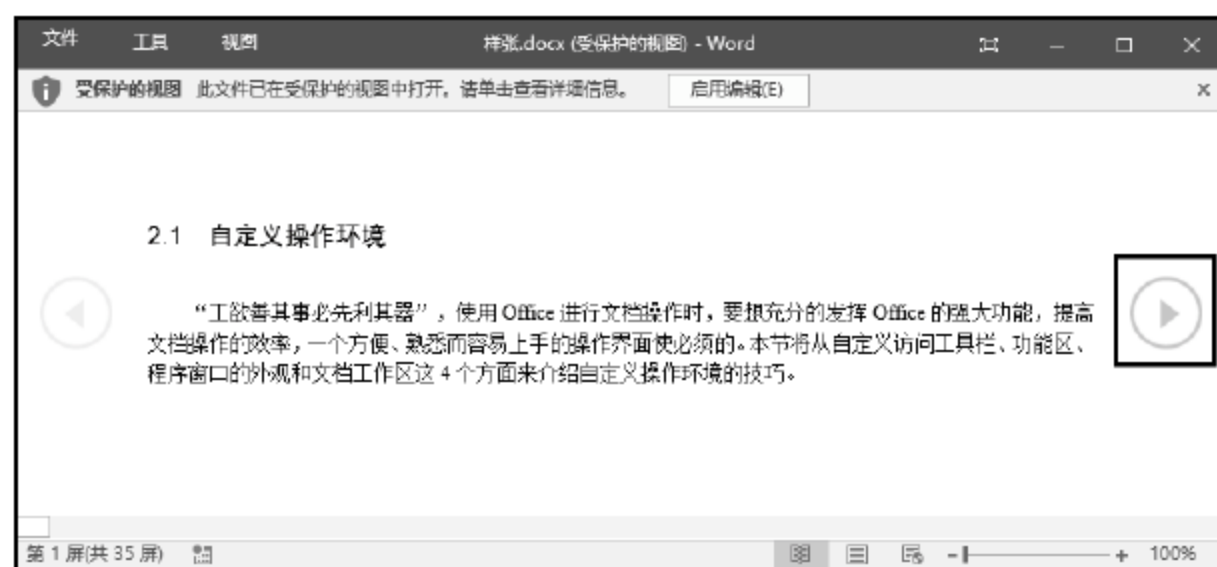 文件 工具 视图 样张.docx (受保护的视图) - Word
受保护的视图 此文件已在受保护的视图中打开。请单击查看详细信息。 启用编辑(E)
2.1 自定义操作环境
“工欲善其事必先利其器”，使用 Office 进行文档操作时，要想充分的发挥 Office 的强大功能，提高
文档操作的效率，一个方便、熟悉而容易上手的操作界面使必须的。本节将从自定义访问工具栏、功能区、
程序窗口的外观和文档工作区这 4 个方面来介绍自定义操作环境的技巧。
第 1 屏(共 35 屏) 100%